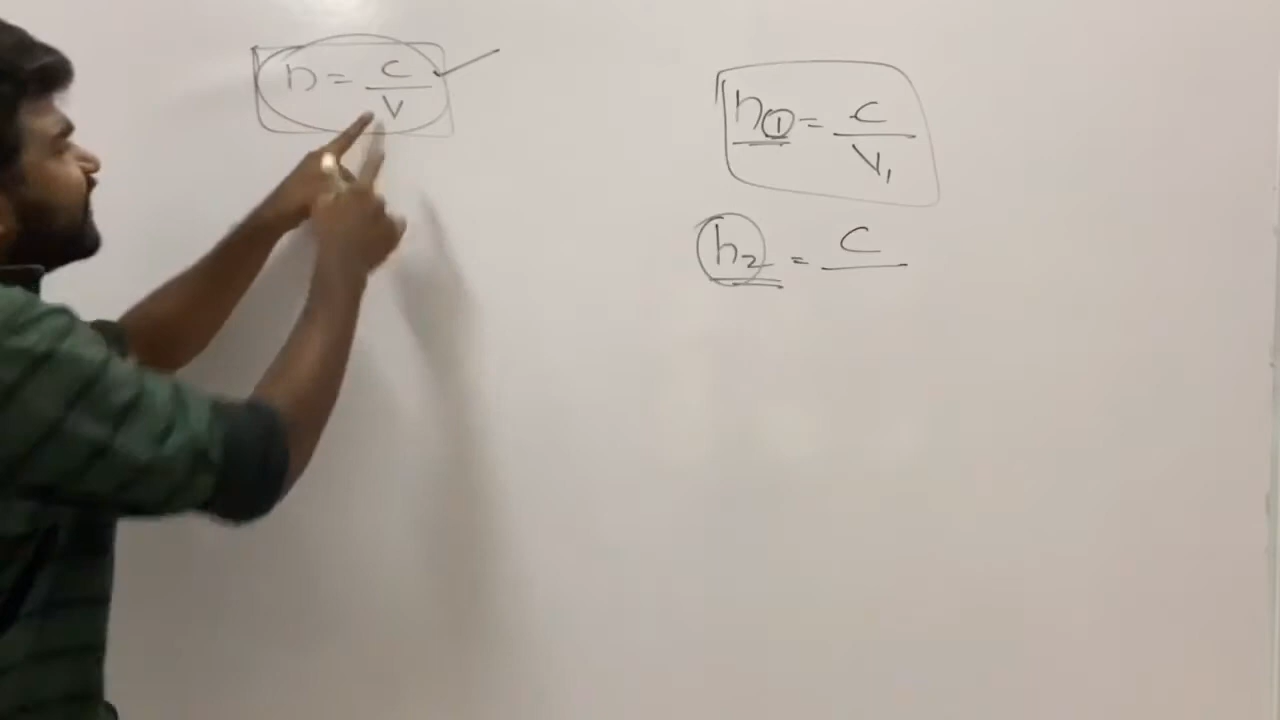 n = c/v
n₁ = c/v₁
n₂ = c/